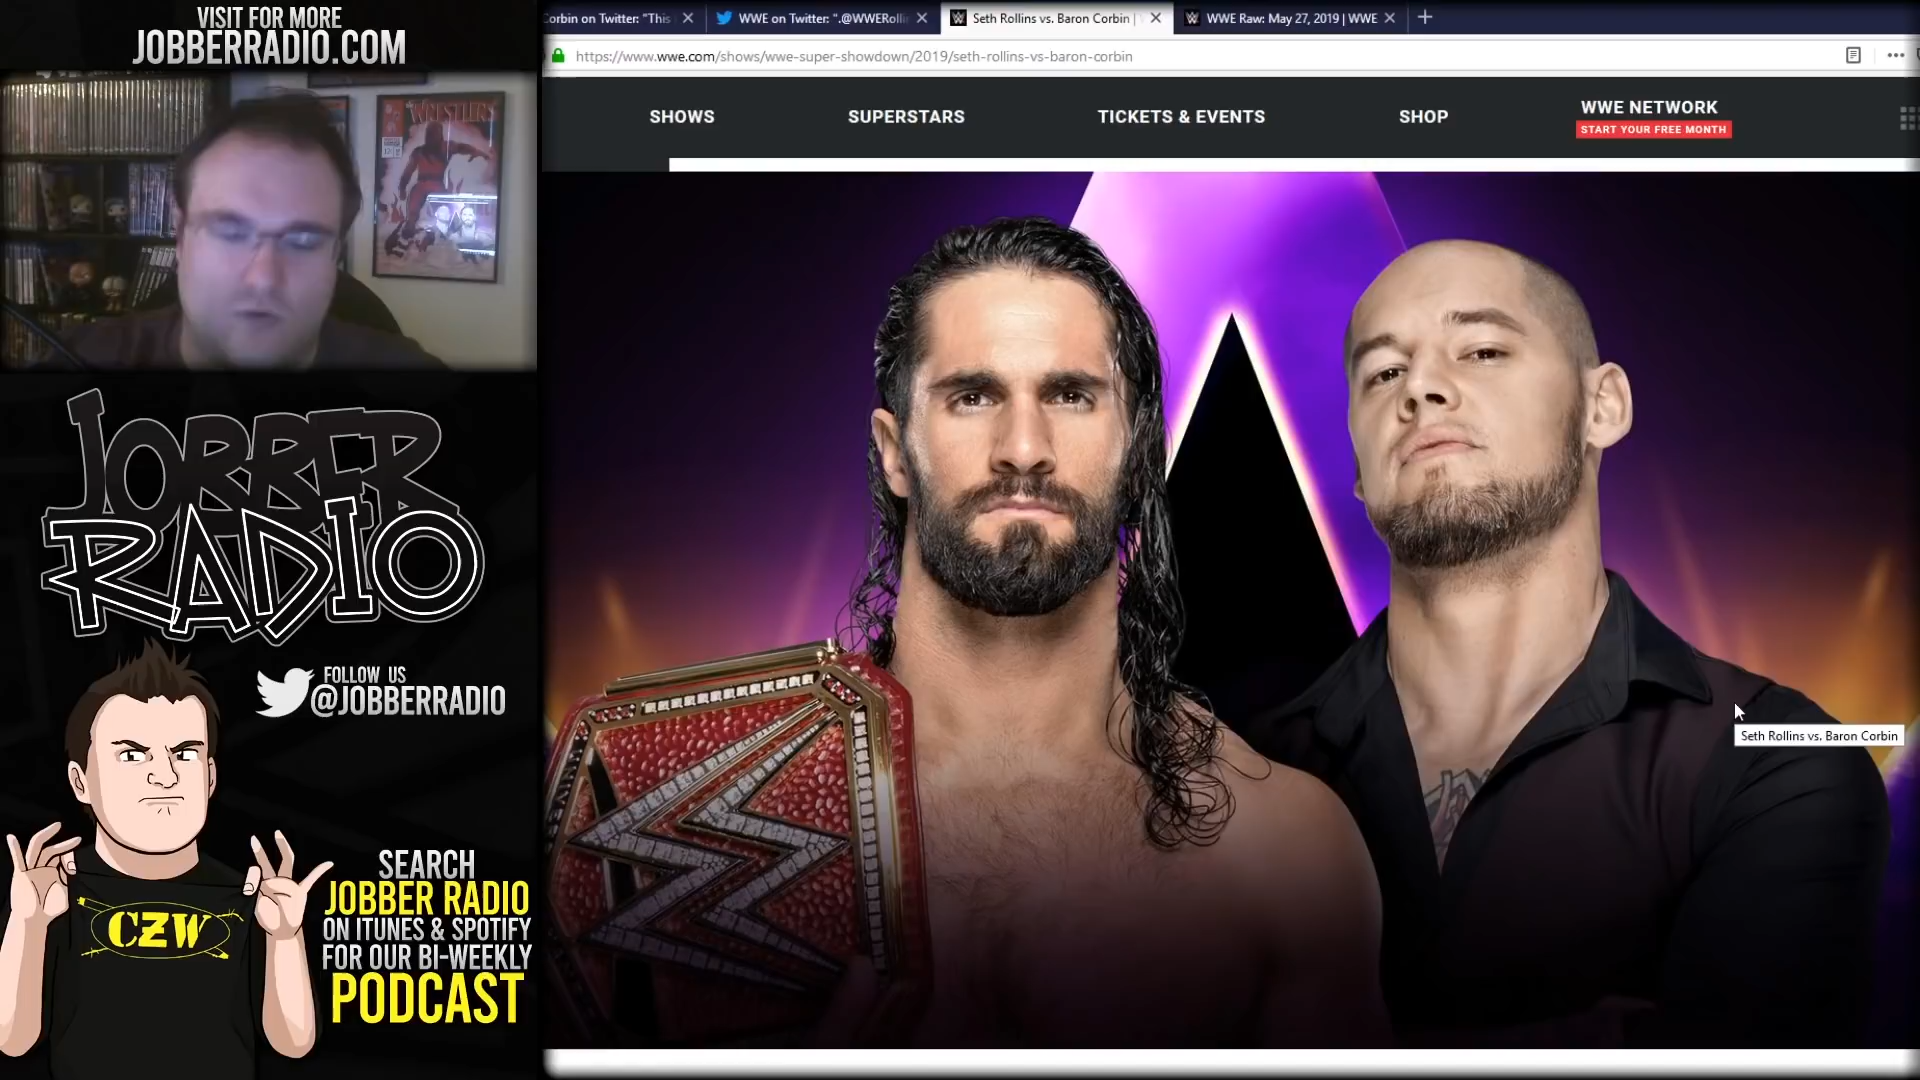 VISIT FOR MORE
JOBBERRADIO.COM
WRESTLERS
JOBBER
RADIO
FOLLOW US
@JOBBERRADIO
CZW
SEARCH
JOBBER RADIO
ON ITUNES & SPOTIFY
FOR OUR BI-WEEKLY
PODCAST
Corbin on Twitter: "This
WWE on Twitter: ".@WWERolli
Seth Rollins vs. Baron Corbin |
WWE Raw: May 27, 2019 | WWE
https://www.wwe.com/shows/wwe-super-showdown/2019/seth-rollins-vs-baron-corbin
SHOWS
SUPERSTARS
TICKETS & EVENTS
SHOP
WWE NETWORK
START YOUR FREE MONTH
Seth Rollins vs. Baron Corbin